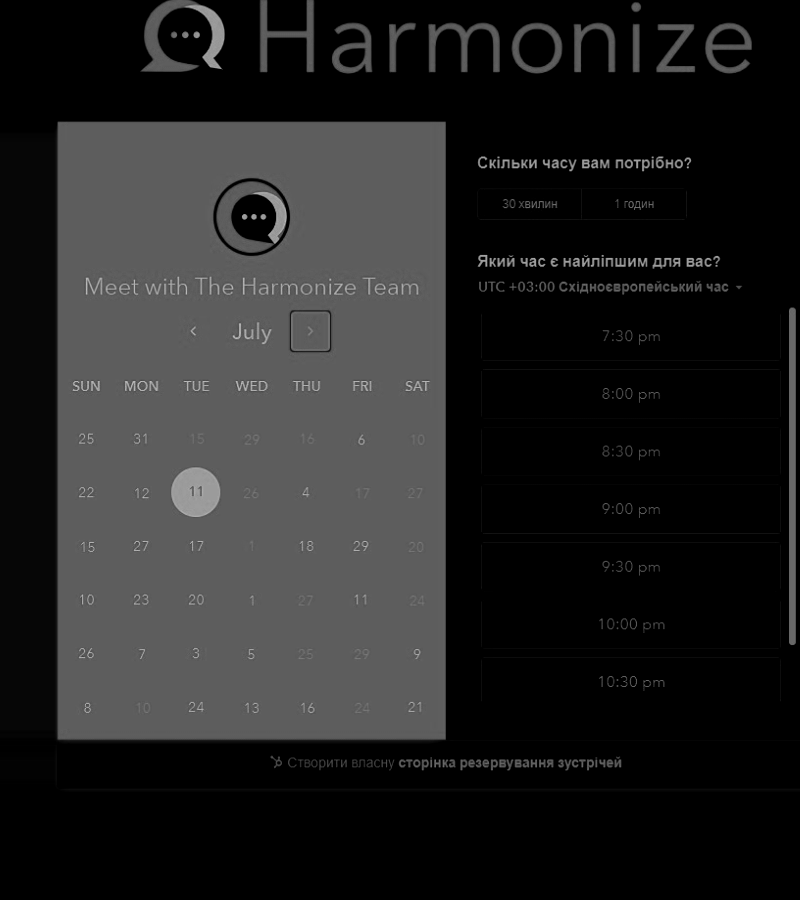 Harmonize
Meet with The Harmonize Team
July
SUN MON TUE WED THU FRI SAT
25 31 15 29 16 6 10
22 12 11 26 4 17 27
15 27 17 1 18 29 20
10 23 20 1 27 11 24
26 7 3 5 25 29 9
8 10 24 13 16 24 21
Скільки часу вам потрібно?
30 хвилин 1 годин
Який час є найліпшим для вас?
UTC +03:00 Східноєвропейський час
7:30 pm
8:00 pm
8:30 pm
9:00 pm
9:30 pm
10:00 pm
10:30 pm
Створити власну сторінка резервування зустрічей